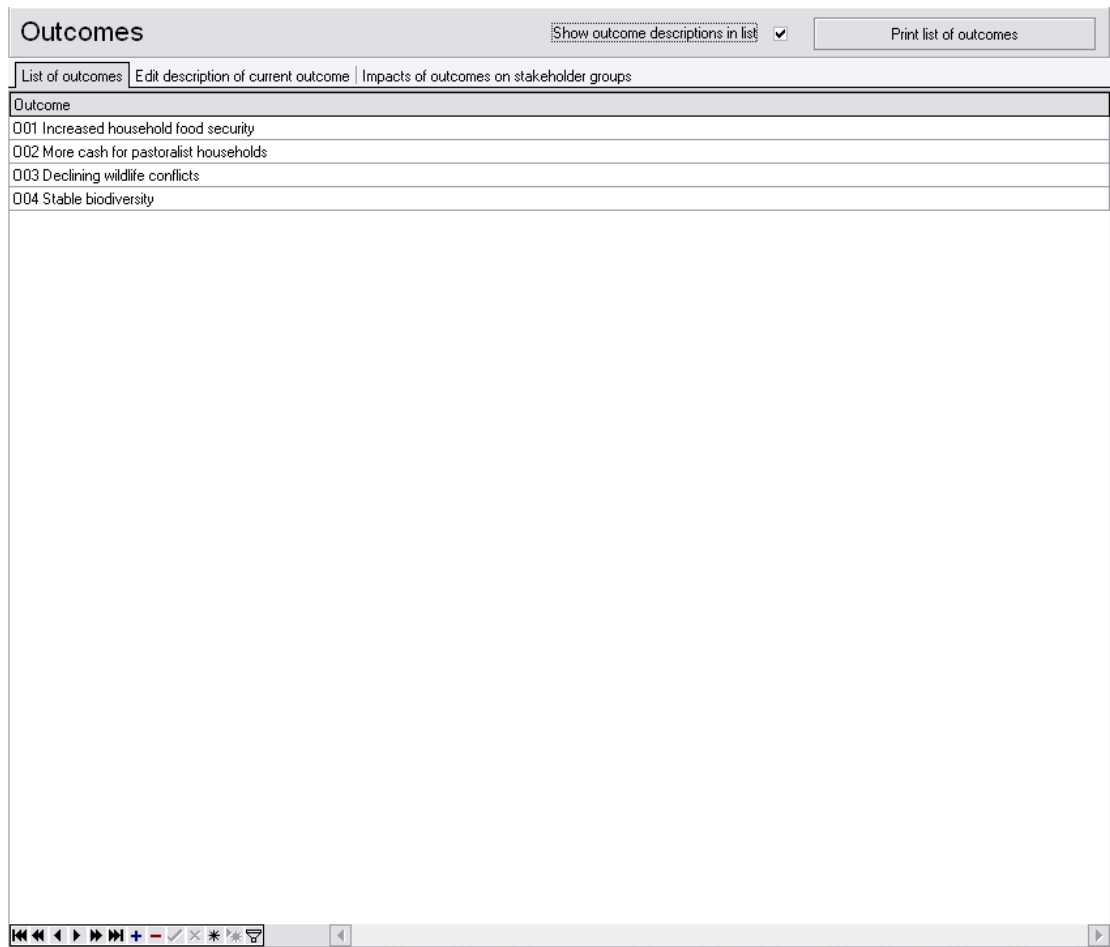 Outcomes
Show outcome descriptions in list
Print list of outcomes
List of outcomes
Edit description of current outcome
Impacts of outcomes on stakeholder groups
Outcome
O01 Increased household food security
O02 More cash for pastoralist households
O03 Declining wildlife conflicts
O04 Stable biodiversity